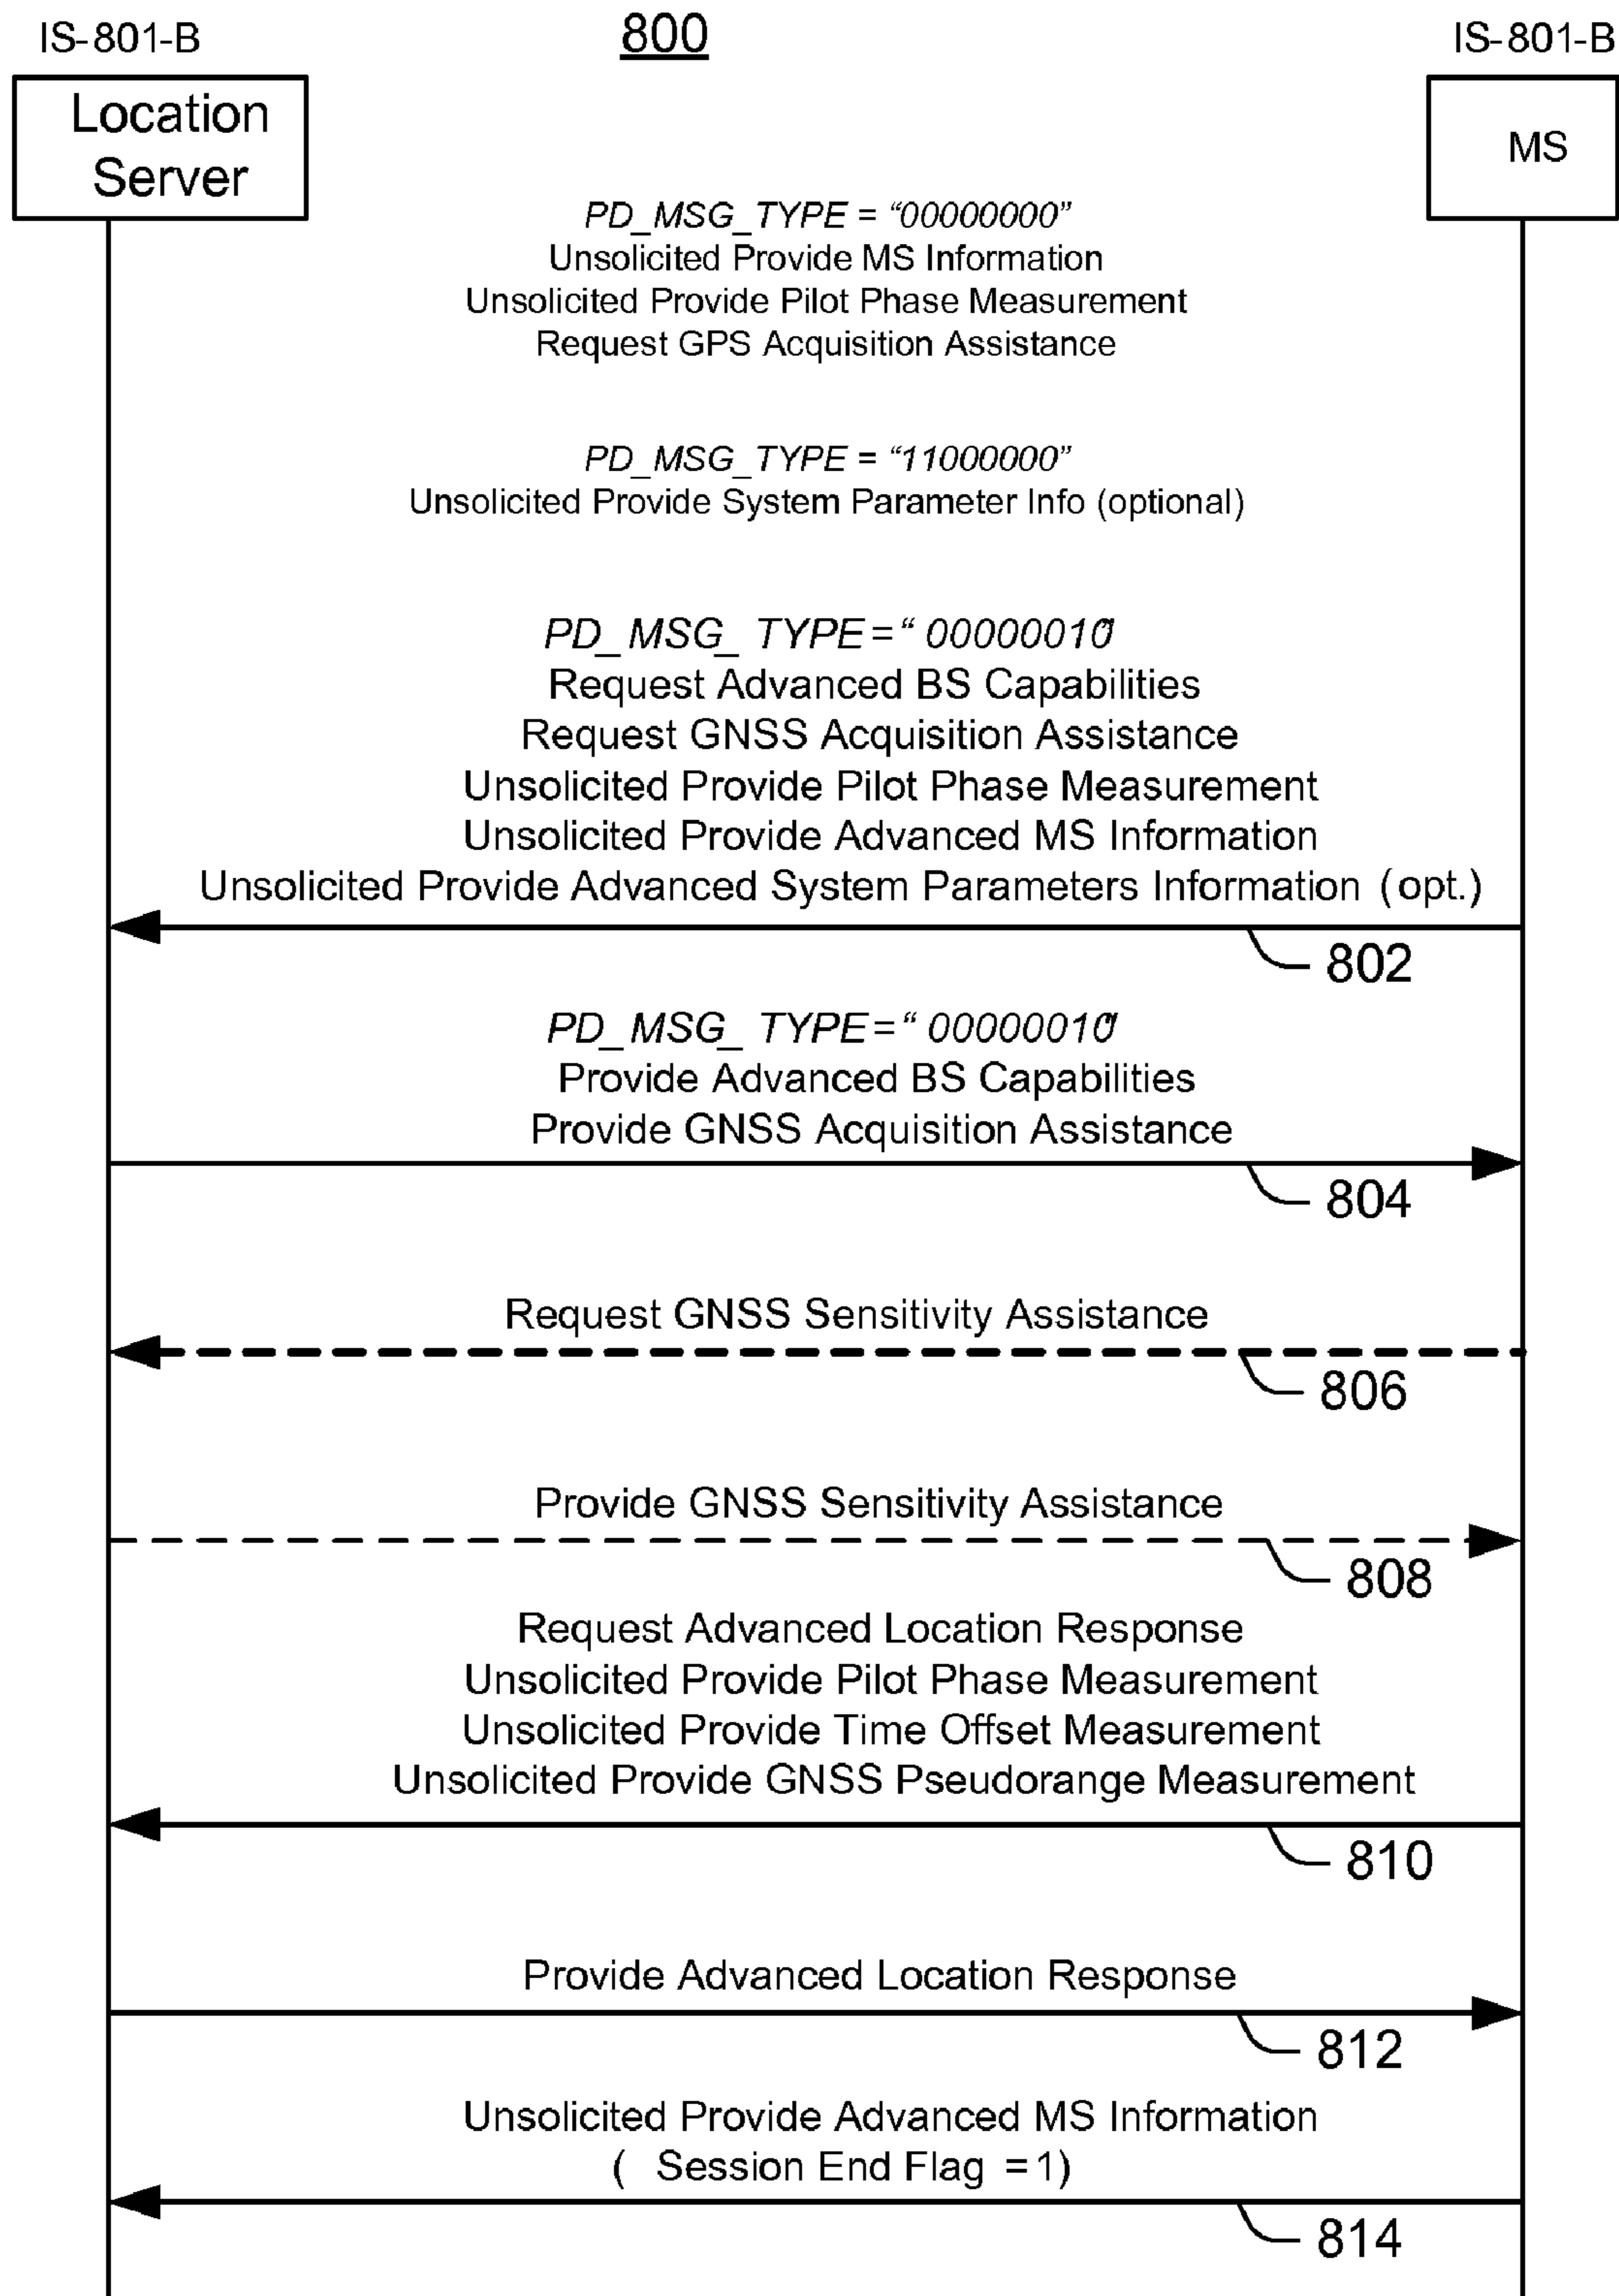 IS-801-B
800
IS-801-B
Location
Server
MS
PD_MSG_TYPE = “00000000”
Unsolicited Provide MS Information
Unsolicited Provide Pilot Phase Measurement
Request GPS Acquisition Assistance
PD_MSG_TYPE = “11000000”
Unsolicited Provide System Parameter Info (optional)
PD_MSG_TYPE=“00000010”
Request Advanced BS Capabilities
Request GNSS Acquisition Assistance
Unsolicited Provide Pilot Phase Measurement
Unsolicited Provide Advanced MS Information
Unsolicited Provide Advanced System Parameters Information (opt.)
802
PD_MSG_TYPE=“00000010”
Provide Advanced BS Capabilities
Provide GNSS Acquisition Assistance
804
Request GNSS Sensitivity Assistance
806
Provide GNSS Sensitivity Assistance
808
Request Advanced Location Response
Unsolicited Provide Pilot Phase Measurement
Unsolicited Provide Time Offset Measurement
Unsolicited Provide GNSS Pseudorange Measurement
810
Provide Advanced Location Response
812
Unsolicited Provide Advanced MS Information
( Session End Flag =1)
814